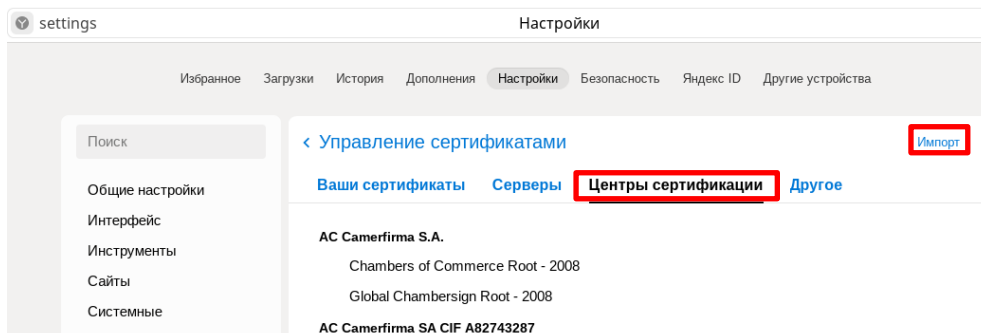 settings Настройки
Избранное Загрузки История Дополнения Настройки Безопасность Яндекс ID Другие устройства
Поиск
Общие настройки
Интерфейс
Инструменты
Сайты
Системные
Управление сертификатами Импорт
Ваши сертификаты Серверы Центры сертификации Другое
AC Camerfirma S.A.
Chambers of Commerce Root - 2008
Global Chambersign Root - 2008
AC Camerfirma SA CIF A82743287